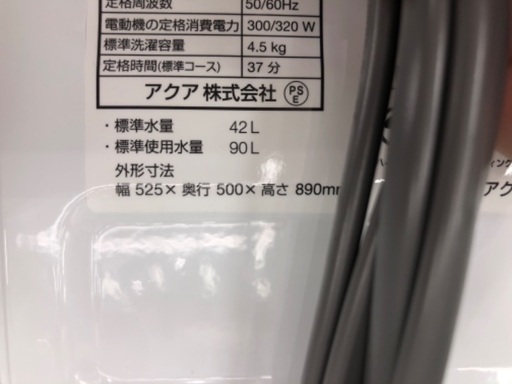 定格周波数 50/60Hz
電動機の定格消費電力 300/320 W
標準洗濯容量 4.5 kg
定格時間(標準コース) 37 分
アクア 株式会社 PSE
・標準水量 42 L
・標準使用水量 90 L
外形寸法
幅 525×奥行 500×高さ 890mm
アク